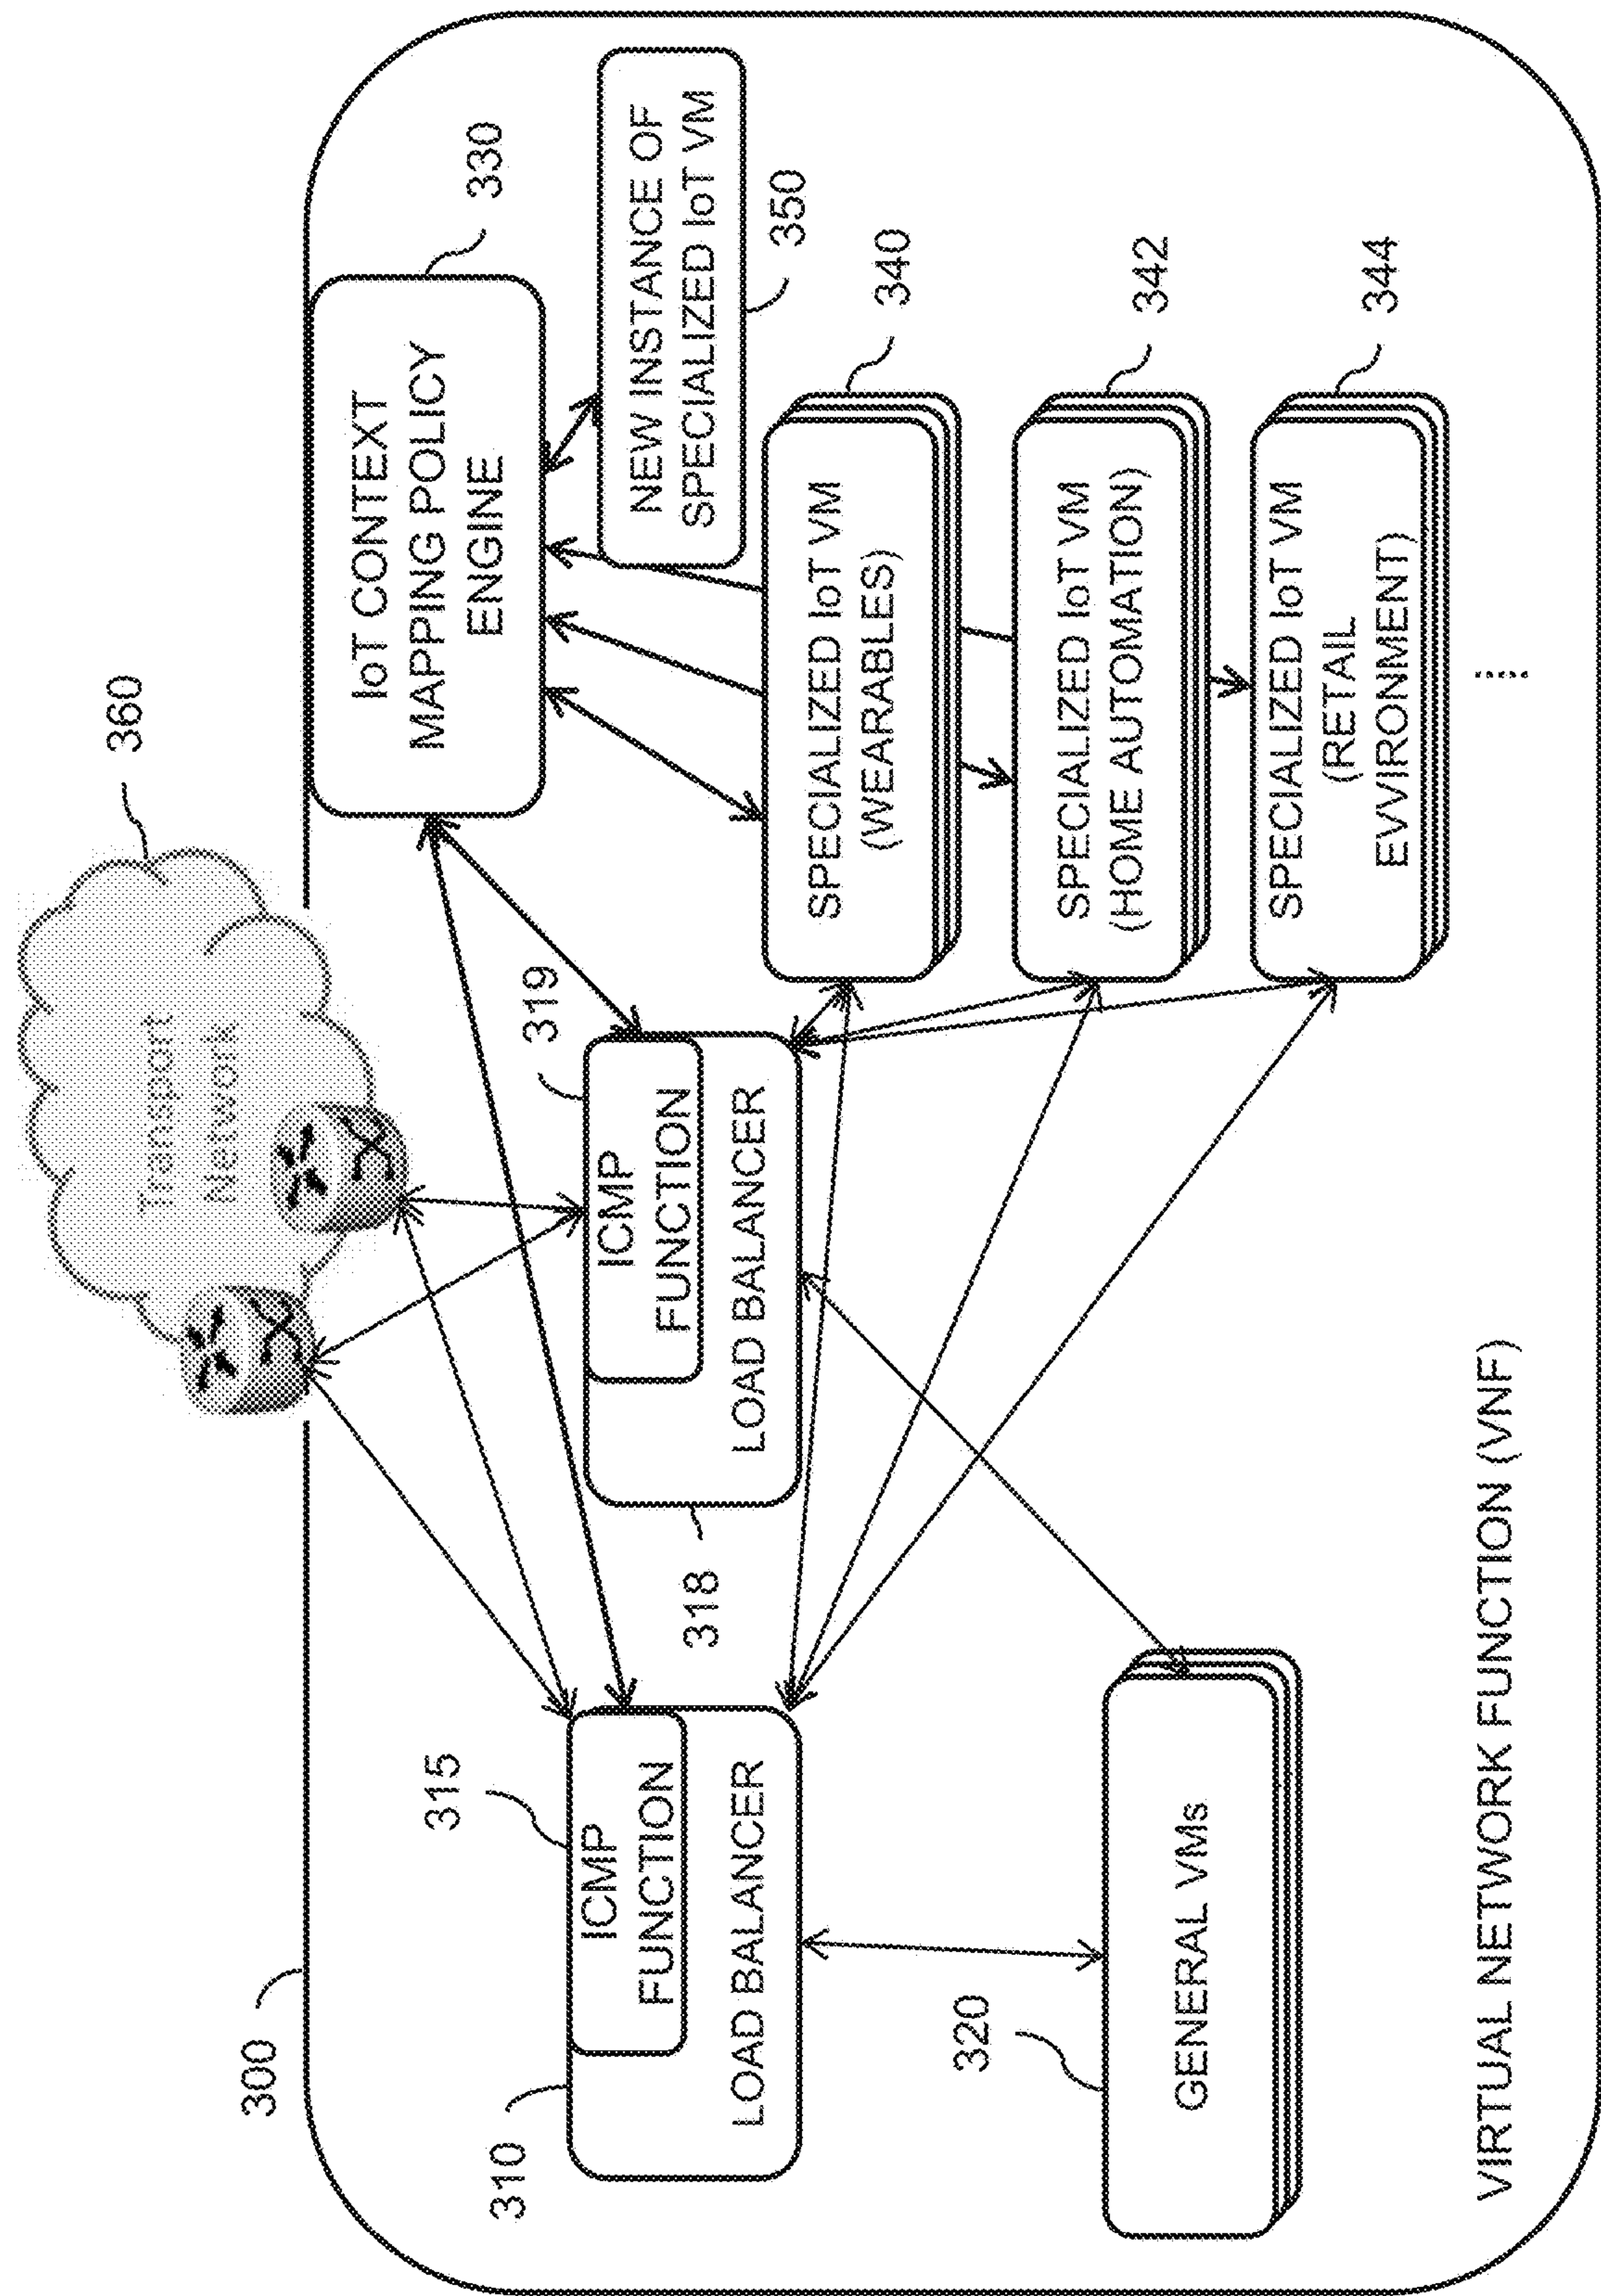 360
Transport
Network
300
IoT CONTEXT
MAPPING POLICY
ENGINE
330
NEW INSTANCE OF
SPECIALIZED IoT VM
350
310
315
ICMP
FUNCTION
LOAD BALANCER
318
319
ICMP
FUNCTION
LOAD BALANCER
SPECIALIZED IoT VM
(WEARABLES)
340
SPECIALIZED IoT VM
(HOME AUTOMATION)
342
SPECIALIZED IoT VM
(RETAIL
EVVIRONMENT)
344
.....
320
GENERAL VMs
VIRTUAL NETWORK FUNCTION (VNF)